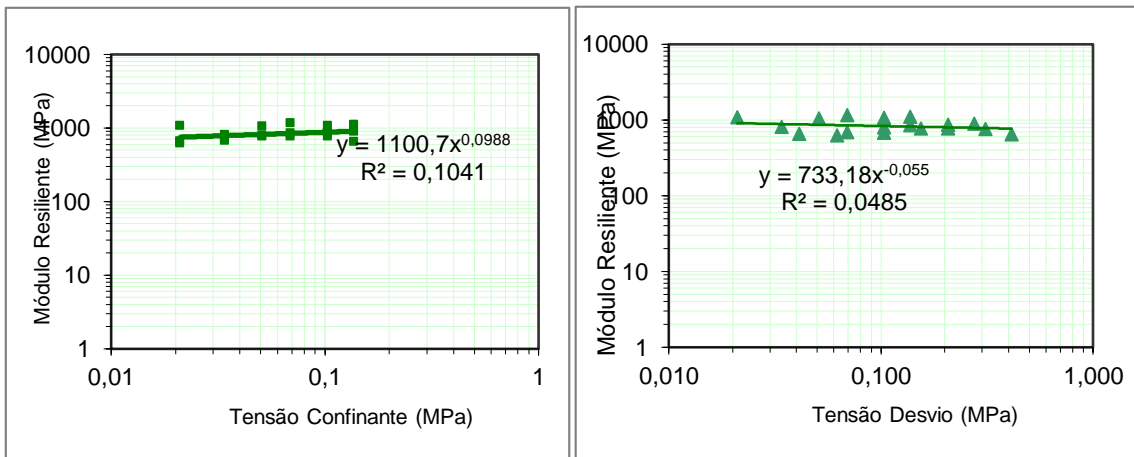 10000
1000
100
10
1
Módulo Resiliente (MPa)
y = 1100,7x^0,0988
R² = 0,1041
0,01
0,1
1
Tensão Confinante (MPa)
10000
1000
100
10
1
Módulo Resiliente (MPa)
y = 733,18x^-0,055
R² = 0,0485
0,010
0,100
1,000
Tensão Desvio (MPa)